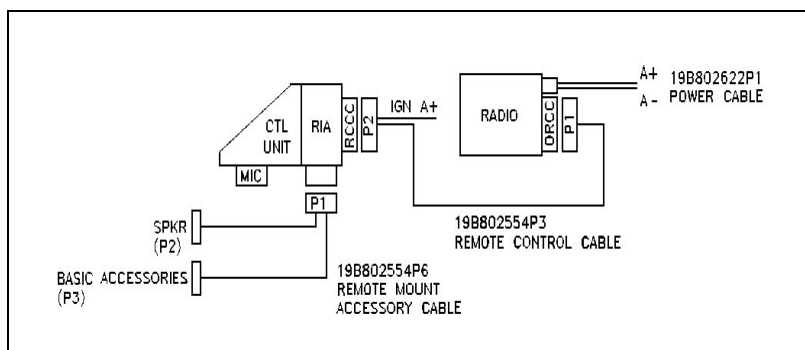 CTL
UNIT
RIA
RCCC
P2
IGN A+
MIC
P1
SPKR
(P2)
BASIC ACCESSORIES
(P3)
19B802554P6
REMOTE MOUNT
ACCESSORY CABLE
RADIO
ORCC
P1
A+
A-
19B802622P1
POWER CABLE
19B802554P3
REMOTE CONTROL CABLE